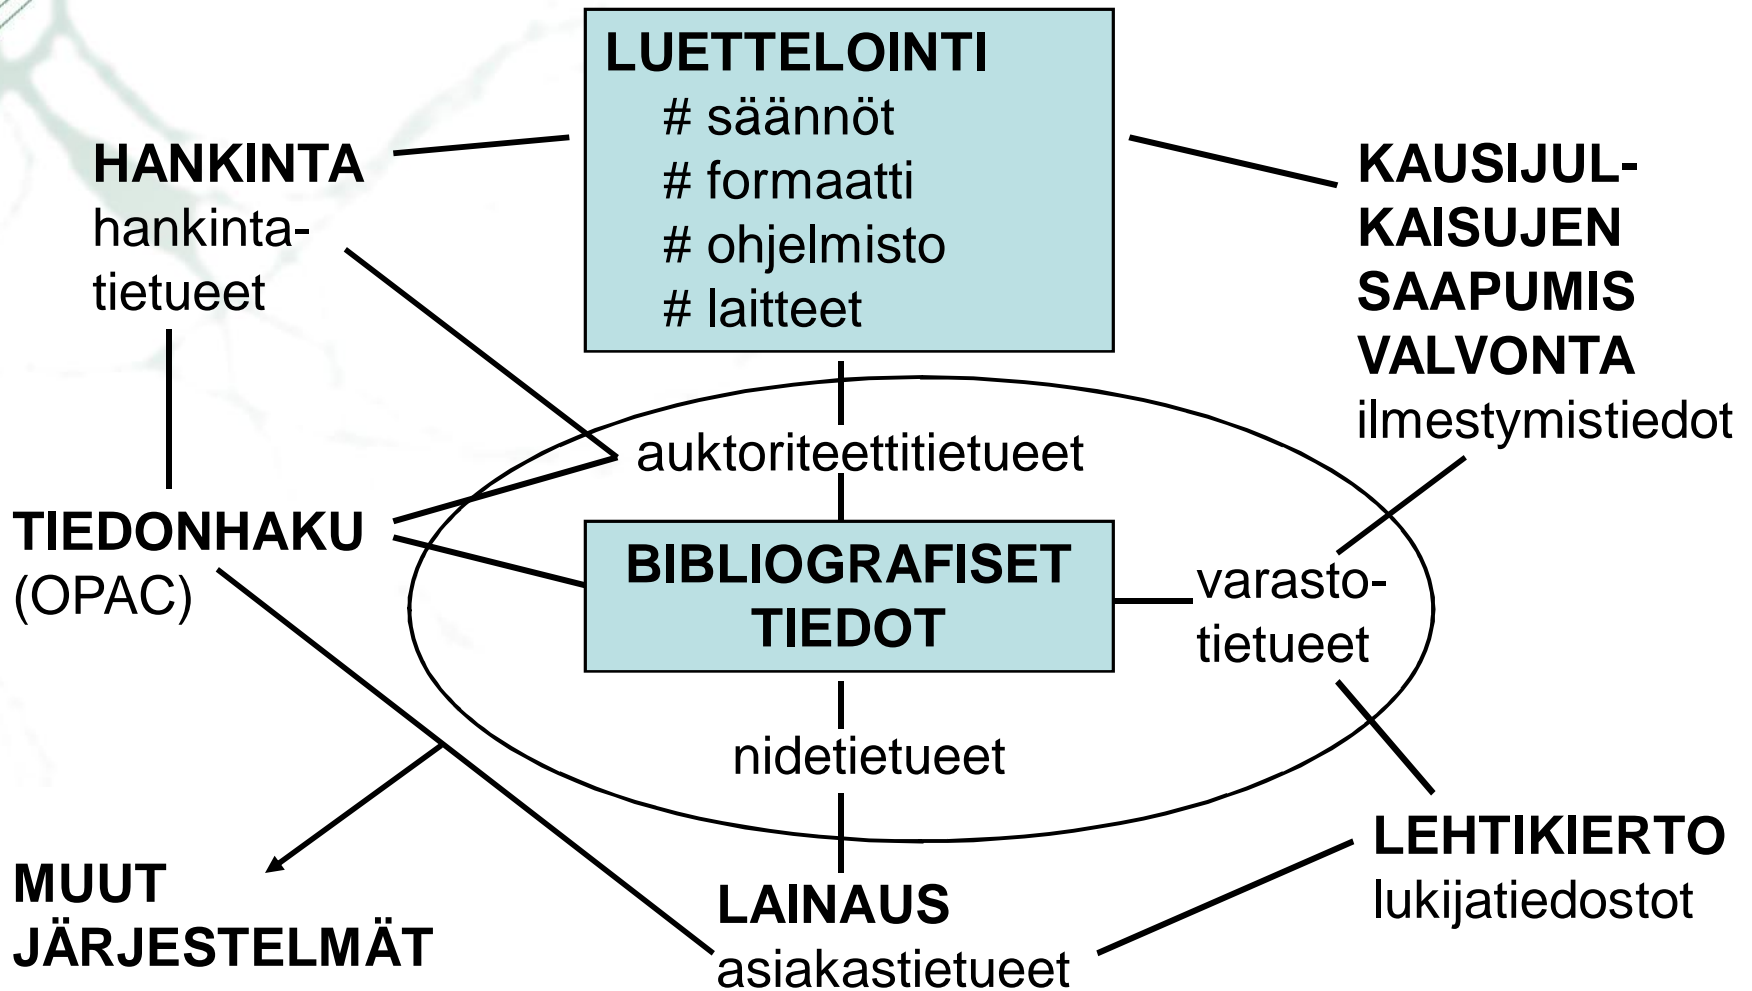 LUETTELOINTI
# säännöt
# formaatti
# ohjelmisto
# laitteet
HANKINTA
hankinta-
tietueet
KAUSIJUL-
KAISUJEN
SAAPUMIS
VALVONTA
ilmestymistiedot
auktoriteettitietueet
TIEDONHAKU
(OPAC)
BIBLIOGRAFISET
TIEDOT
varasto-
tietueet
nidetietueet
MUUT
JÄRJESTELMÄT
LAINAUS
asiakastietueet
LEHTIKIERTO
lukijatiedostot